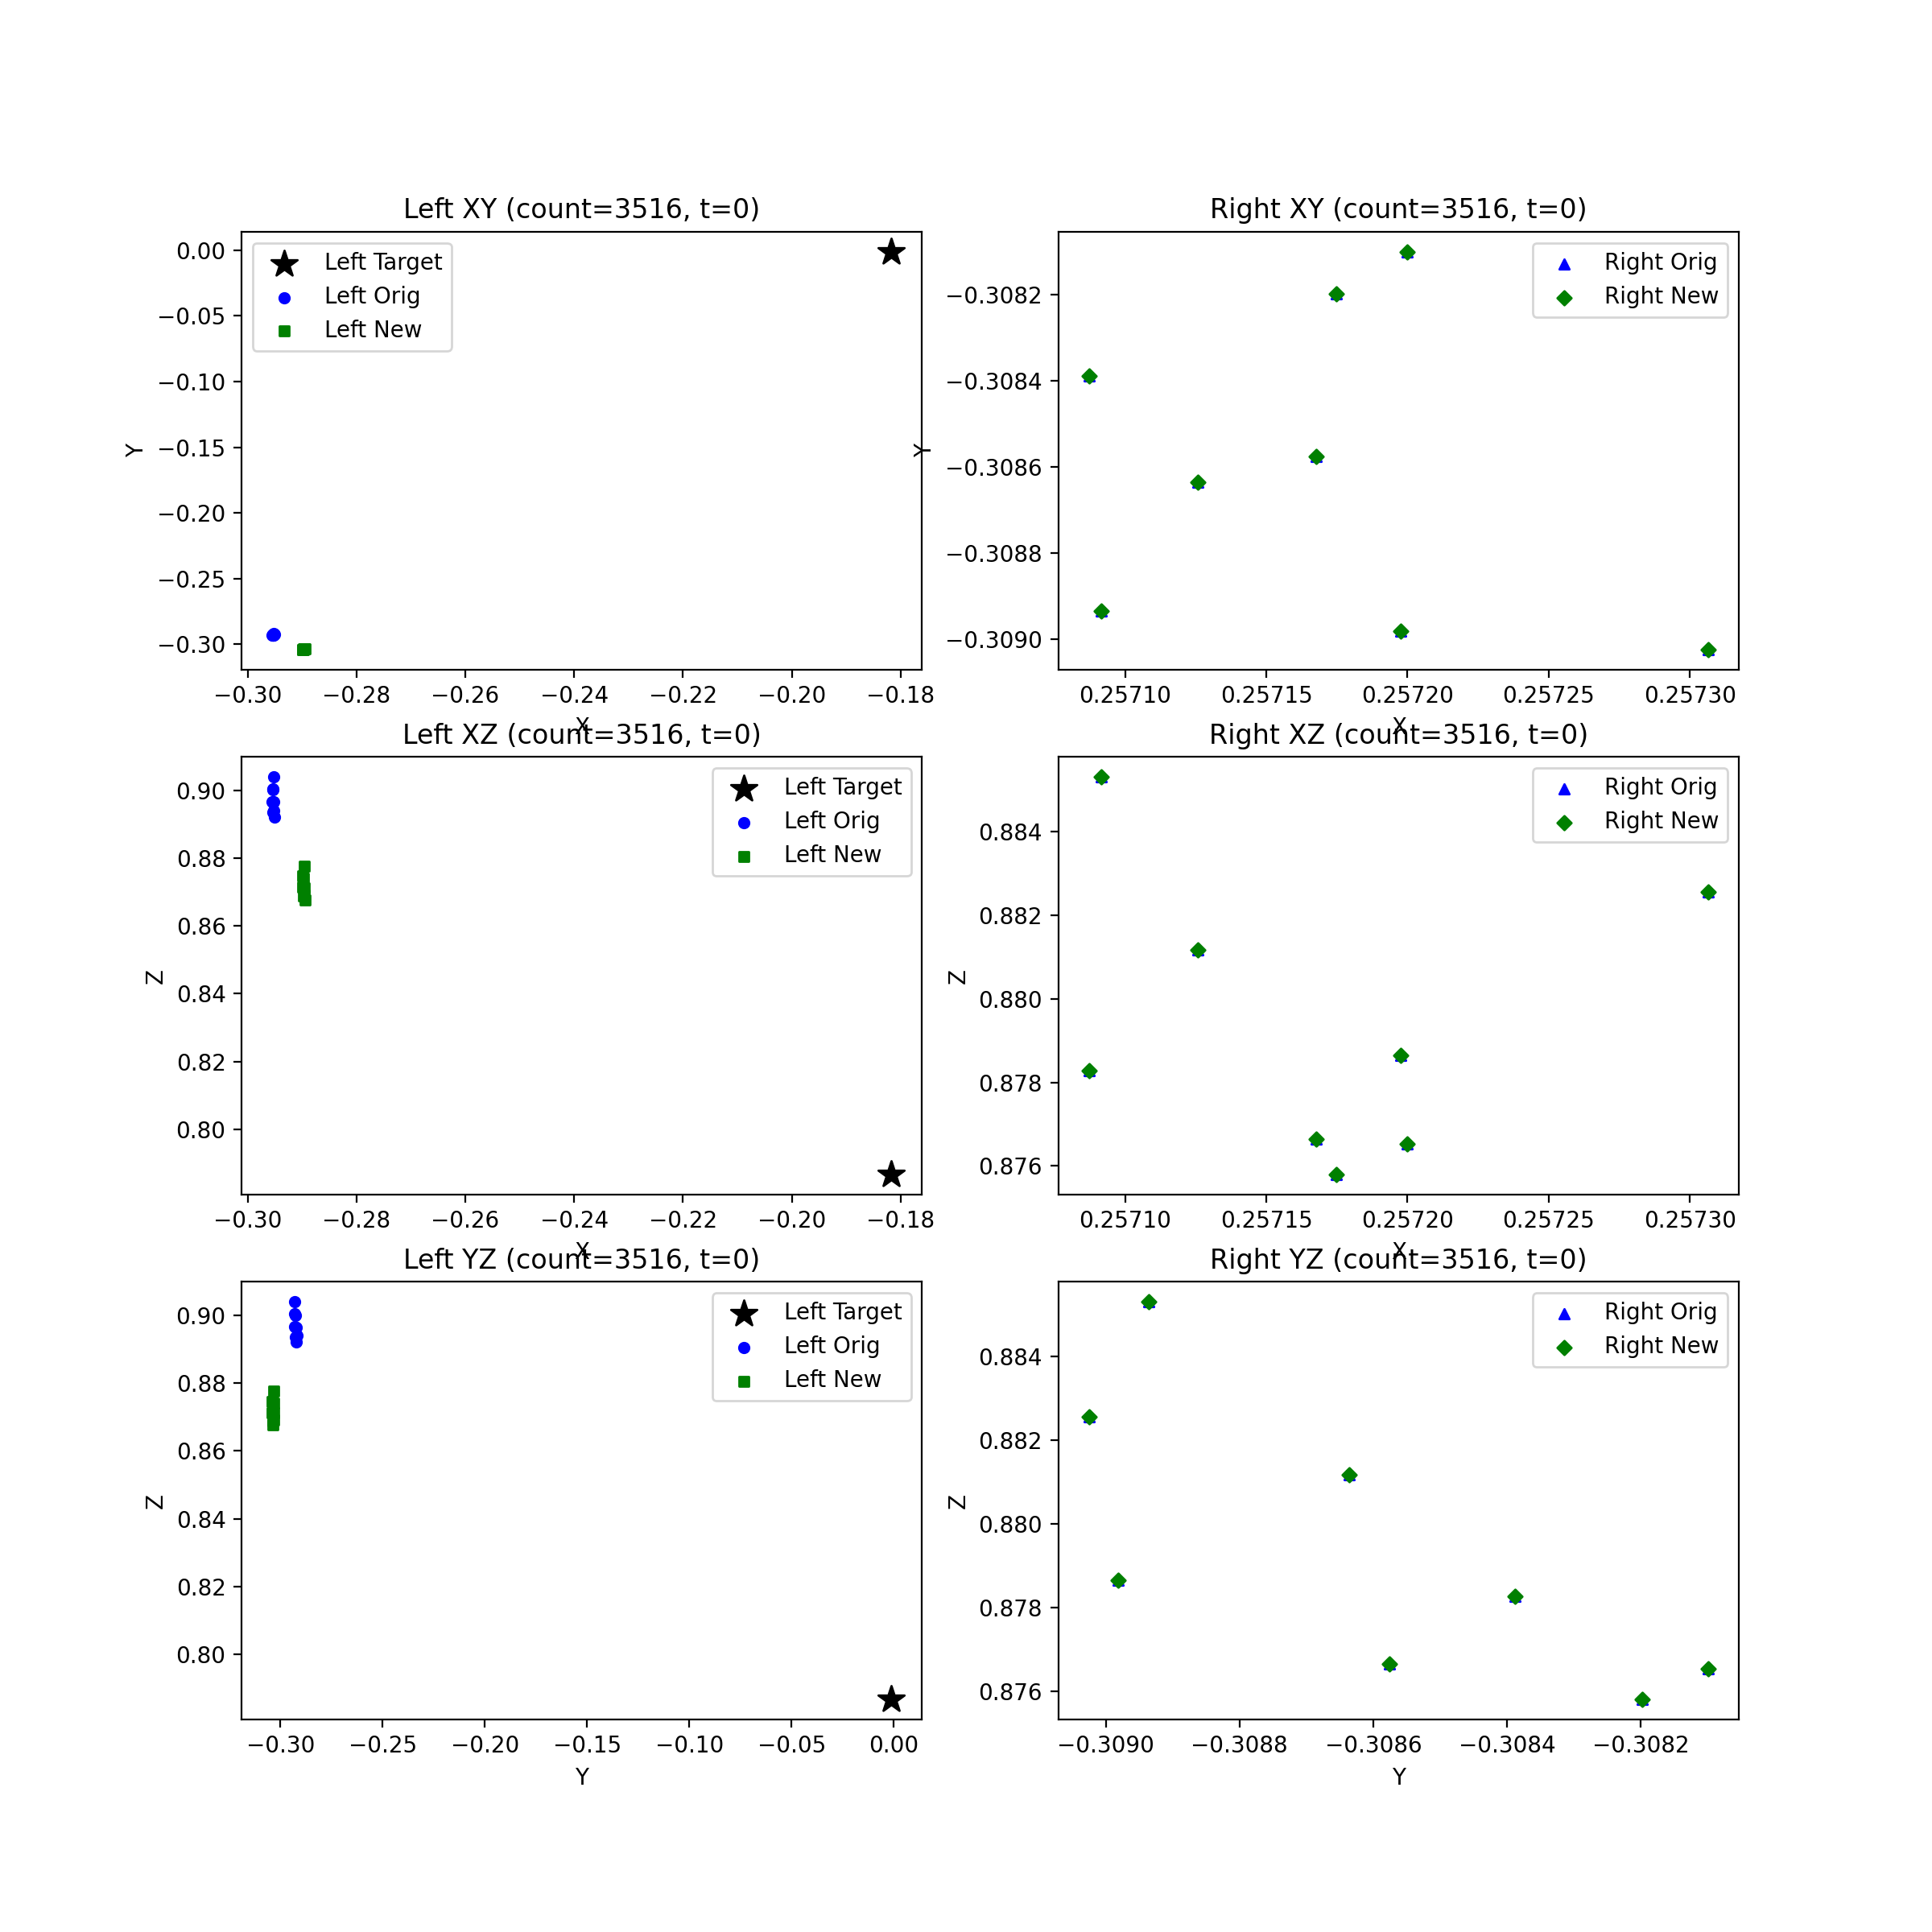 Left XY (count=3516, t=0)
Left Target
Left Orig
Left New
0.00
−0.05
−0.10
−0.15
−0.20
−0.25
−0.30
Y
−0.30 −0.28 −0.26 −0.24 −0.22 −0.20 −0.18
X
Right XY (count=3516, t=0)
Right Orig
Right New
−0.3082
−0.3084
−0.3086
−0.3088
−0.3090
Y
0.25710 0.25715 0.25720 0.25725 0.25730
X
Left XZ (count=3516, t=0)
Left Target
Left Orig
Left New
0.90
0.88
0.86
0.84
0.82
0.80
Z
−0.30 −0.28 −0.26 −0.24 −0.22 −0.20 −0.18
X
Right XZ (count=3516, t=0)
Right Orig
Right New
0.884
0.882
0.880
0.878
0.876
Z
0.25710 0.25715 0.25720 0.25725 0.25730
X
Left YZ (count=3516, t=0)
Left Target
Left Orig
Left New
0.90
0.88
0.86
0.84
0.82
0.80
Z
−0.30 −0.25 −0.20 −0.15 −0.10 −0.05 0.00
Y
Right YZ (count=3516, t=0)
Right Orig
Right New
0.884
0.882
0.880
0.878
0.876
Z
−0.3090 −0.3088 −0.3086 −0.3084 −0.3082
Y